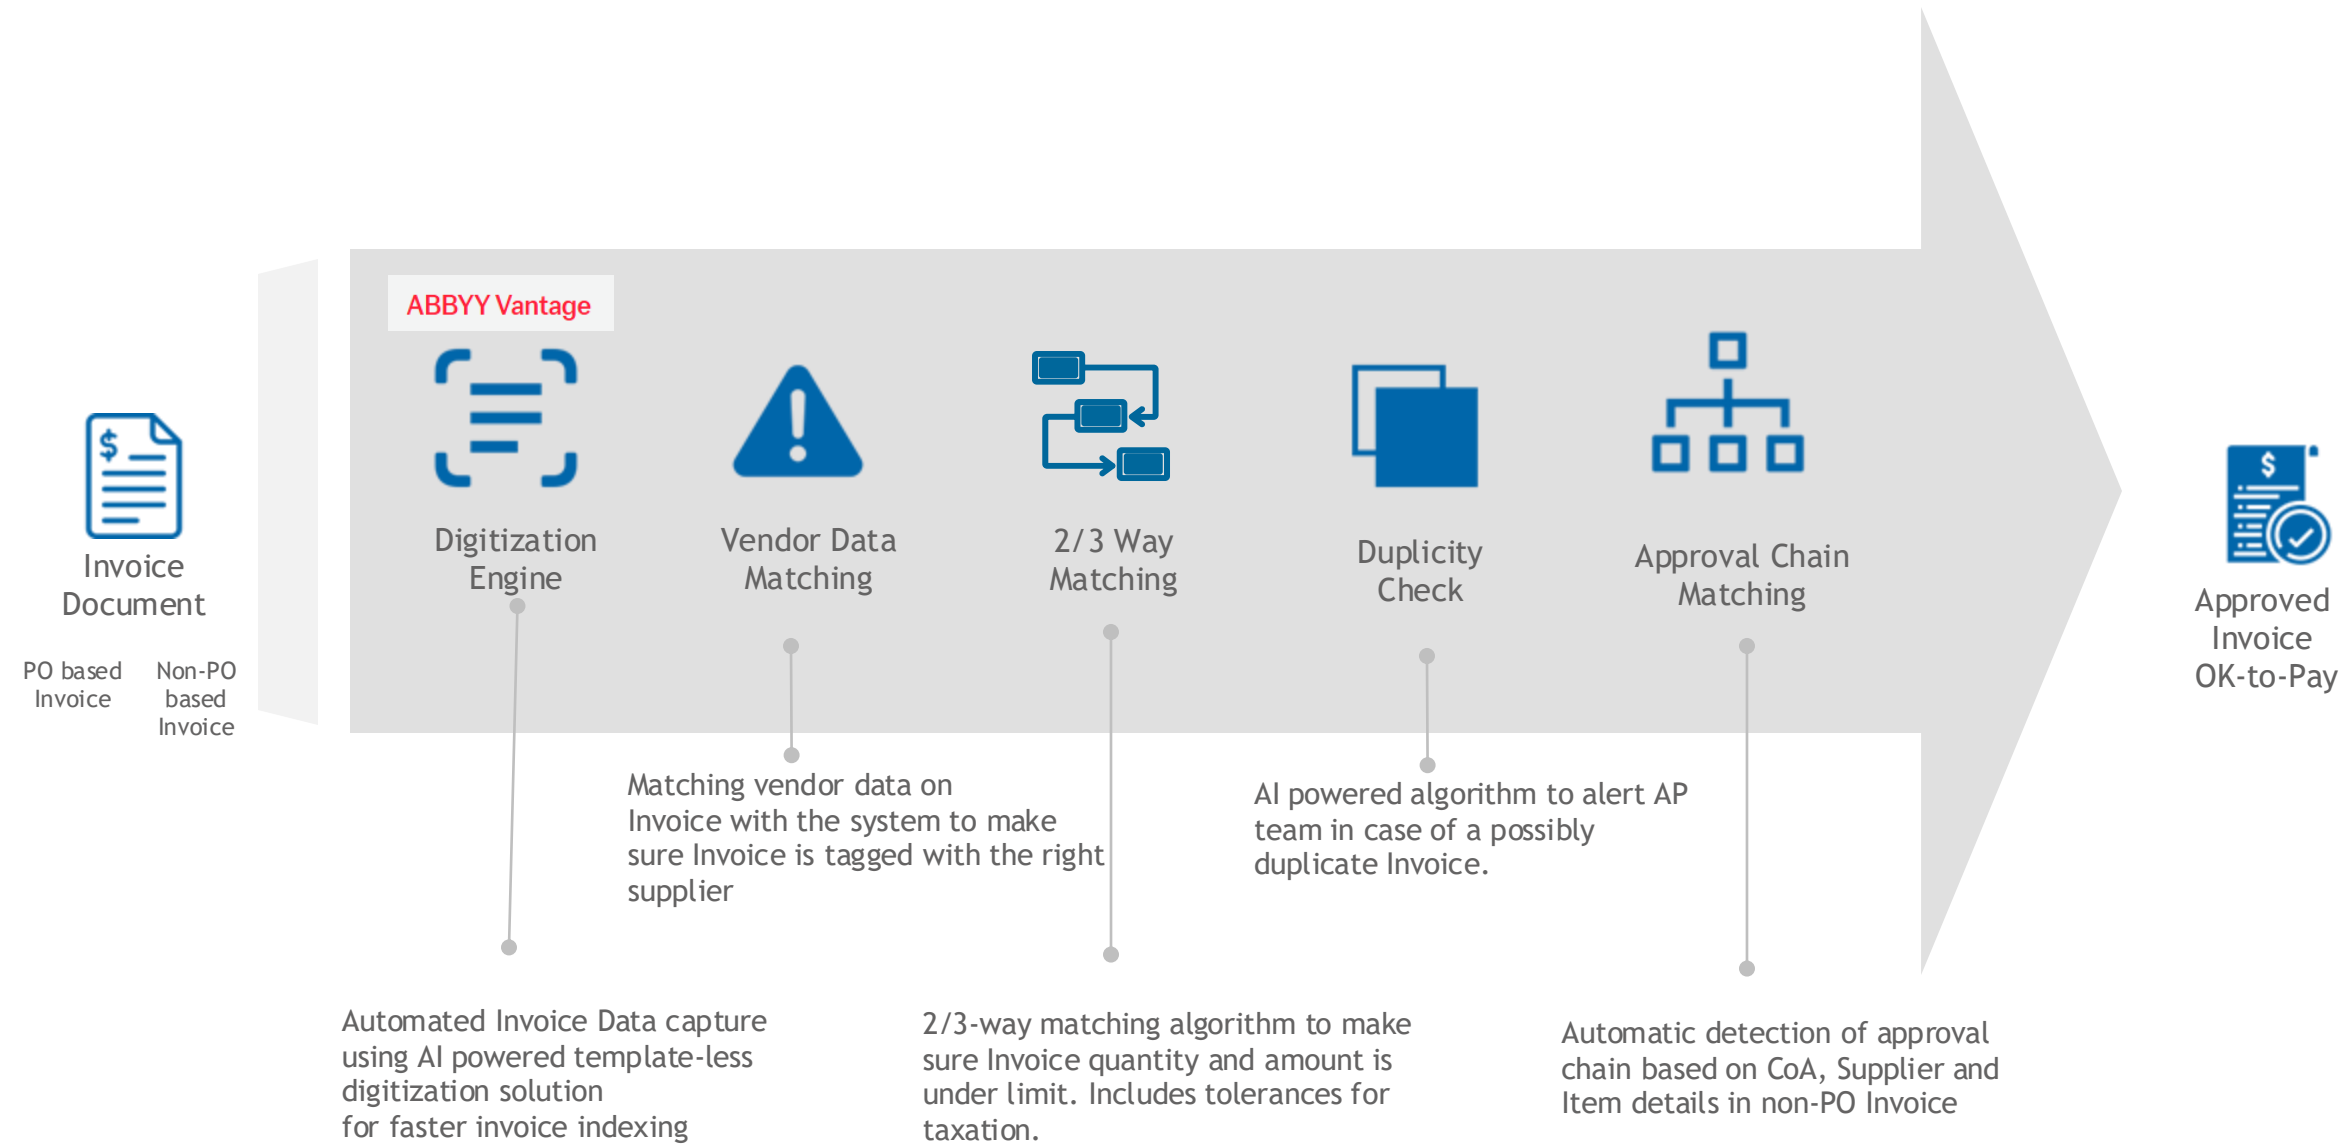 ABBYY Vantage
Invoice
Document
PO based
Invoice
Non-PO
based
Invoice
Digitization
Engine
Vendor Data
Matching
2/3 Way
Matching
Duplicity
Check
Approval Chain
Matching
Approved
Invoice
OK-to-Pay
Automated Invoice Data capture
using AI powered template-less
digitization solution
for faster invoice indexing
Matching vendor data on
Invoice with the system to make
sure Invoice is tagged with the right
supplier
2/3-way matching algorithm to make
sure Invoice quantity and amount is
under limit. Includes tolerances for
taxation.
AI powered algorithm to alert AP
team in case of a possibly
duplicate Invoice.
Automatic detection of approval
chain based on CoA, Supplier and
Item details in non-PO Invoice